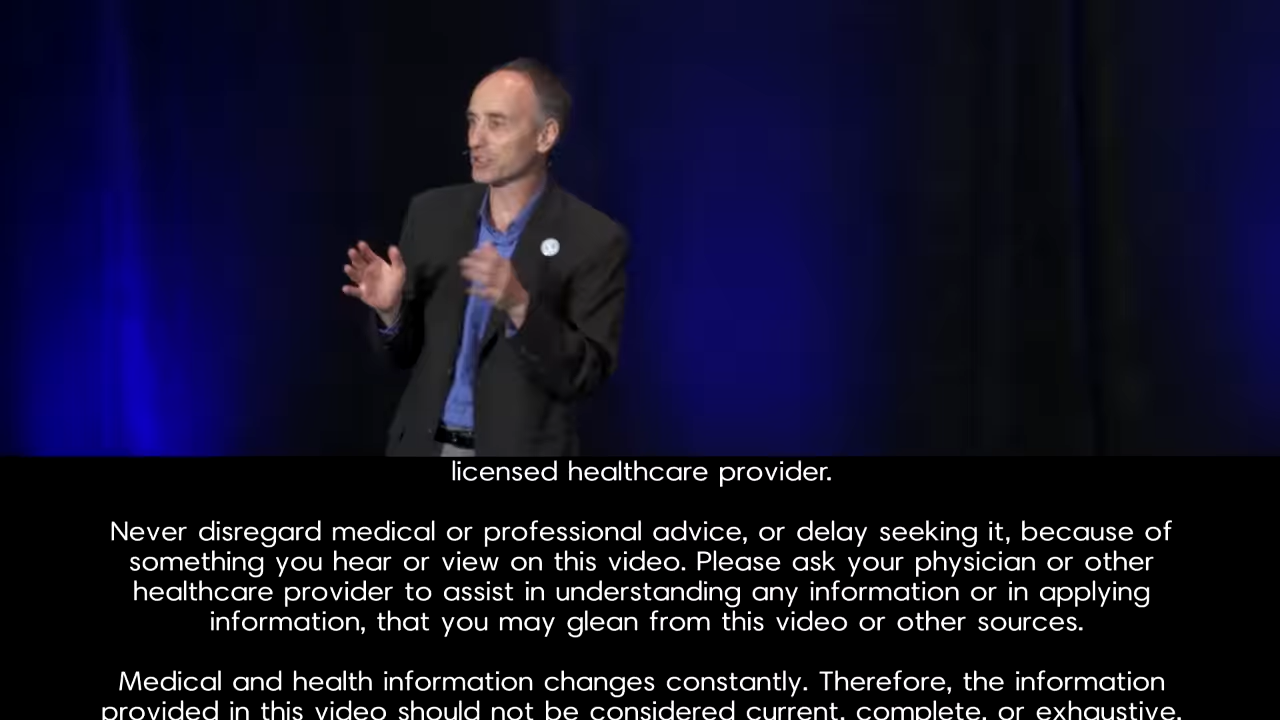 licensed healthcare provider.
Never disregard medical or professional advice, or delay seeking it, because of
something you hear or view on this video. Please ask your physician or other
healthcare provider to assist in understanding any information or in applying
information, that you may glean from this video or other sources.
Medical and health information changes constantly. Therefore, the information
provided in this video should not be considered current, complete, or exhaustive,